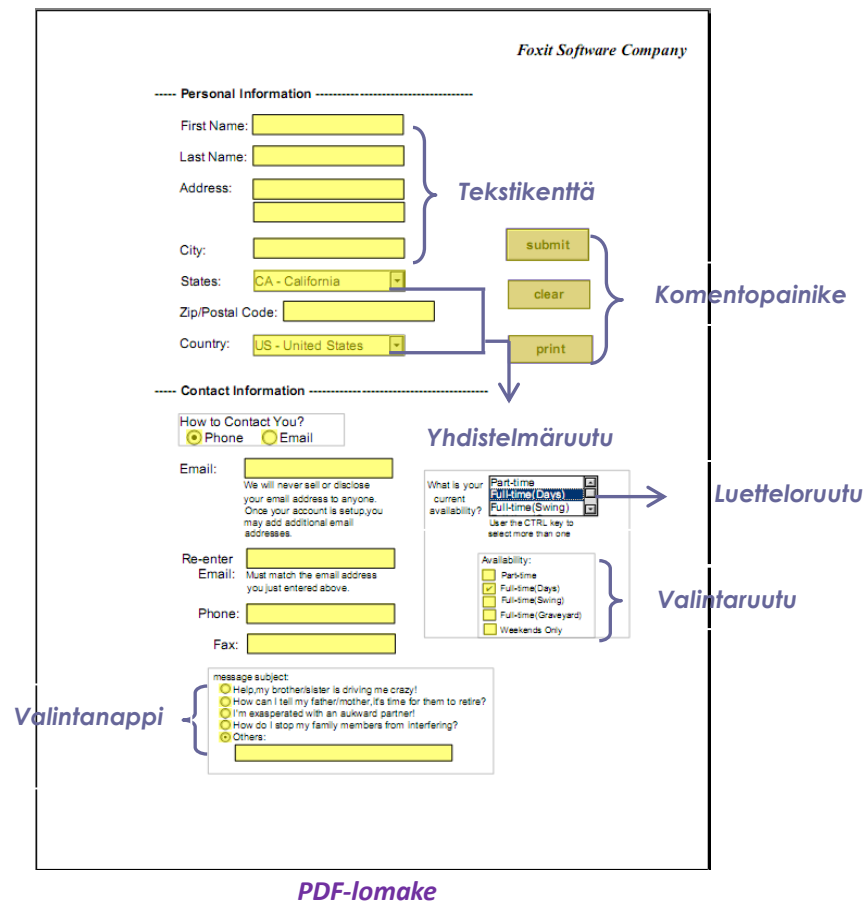 Foxit Software Company
----- Personal Information ------------------------------------
First Name:
Last Name:
Address:
Tekstikenttä
City:
submit
States: CA - California
clear
Komentopainike
Zip/Postal Code:
Country: US - United States
print
----- Contact Information -----------------------------------------
How to Contact You?
Phone Email
Yhdistelmäruutu
Email:
We will never sell or disclose
your email address to anyone.
Once your account is setup,you
may add additional email
addresses.
What is your
current
availability?
Part-time
Full-time(Days)
Full-time(Swing)
User the CTRL key to
select more than one
Luetteloruutu
Re-enter
Email:
Must match the email address
you just entered above.
Availability:
Part-time
Full-time(Days)
Full-time(Swing)
Full-time(Graveyard)
Weekends Only
Valintaruutu
Phone:
Fax:
message subject:
Help,my brother/sister is driving me crazy!
How can I tell my father/mother,it's time for them to retire?
I'm exasperated with an aukward partner!
How do I stop my family members from interfering?
Others:
Valintanappi
PDF-lomake